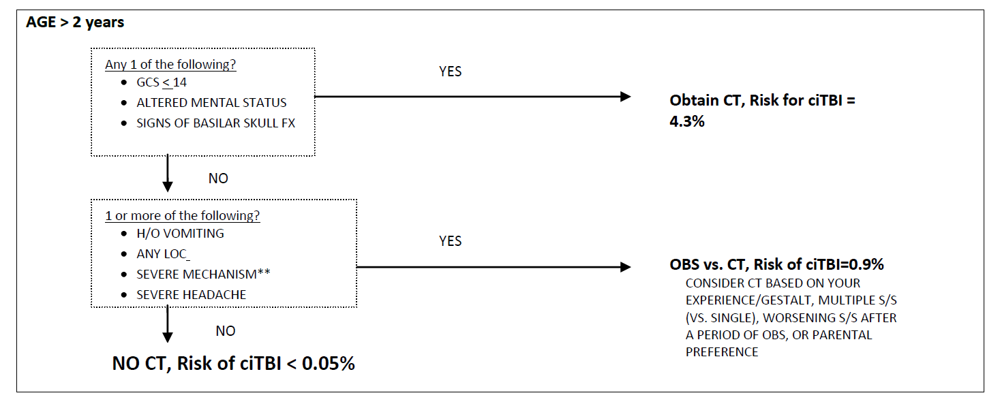 AGE > 2 years
Any 1 of the following?
• GCS < 14
• ALTERED MENTAL STATUS
• SIGNS OF BASILAR SKULL FX
YES
Obtain CT, Risk for ciTBI =
4.3%
NO
1 or more of the following?
• H/O VOMITING
• ANY LOC
• SEVERE MECHANISM**
• SEVERE HEADACHE
YES
OBS vs. CT, Risk of ciTBI=0.9%
CONSIDER CT BASED ON YOUR
EXPERIENCE/GESTALT, MULTIPLE S/S
(VS. SINGLE), WORSENING S/S AFTER
A PERIOD OF OBS, OR PARENTAL
PREFERENCE
NO
NO CT, Risk of ciTBI < 0.05%